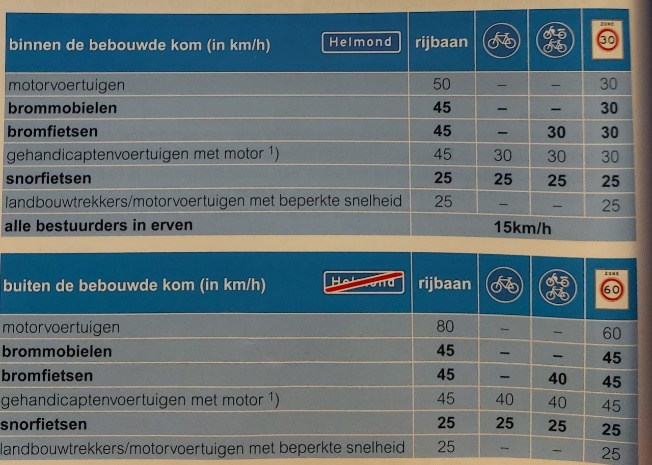 binnen de bebouwde kom (in km/h) Helmond rijbaan ZONE 30
motorvoertuigen 50 – – 30
brommobielen 45 – – 30
bromfietsen 45 – 30 30
gehandicaptenvoertuigen met motor 1) 45 30 30 30
snorfietsen 25 25 25 25
landbouwtrekkers/motorvoertuigen met beperkte snelheid 25 – – 25
alle bestuurders in erven 15km/h
buiten de bebouwde kom (in km/h) Helmond rijbaan ZONE 60
motorvoertuigen 80 – – 60
brommobielen 45 – – 45
bromfietsen 45 – 40 45
gehandicaptenvoertuigen met motor 1) 45 40 40 45
snorfietsen 25 25 25 25
landbouwtrekkers/motorvoertuigen met beperkte snelheid 25 – – 25